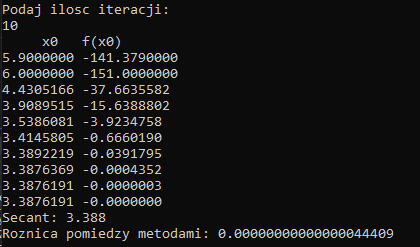 Podaj ilosc iteracji:
10
x0 f(x0)
5.9000000 -141.3790000
6.0000000 -151.0000000
4.4305166 -37.6635582
3.9089515 -15.6388802
3.5386081 -3.9234758
3.4145805 -0.6660190
3.3892219 -0.0391795
3.3876369 -0.0004352
3.3876191 -0.0000003
3.3876191 -0.0000000
Secant: 3.388
Roznica pomiedzy metodami: 0.00000000000000044409